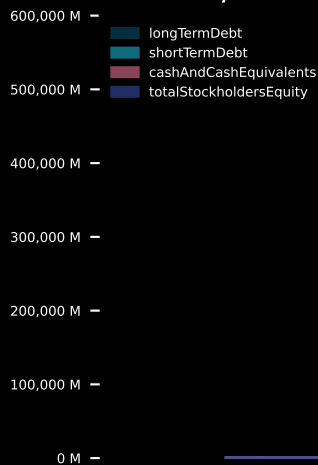 600,000 M
longTermDebt
shortTermDebt
cashAndCashEquivalents
totalStockholdersEquity
500,000 M
400,000 M
300,000 M
200,000 M
100,000 M
0 M